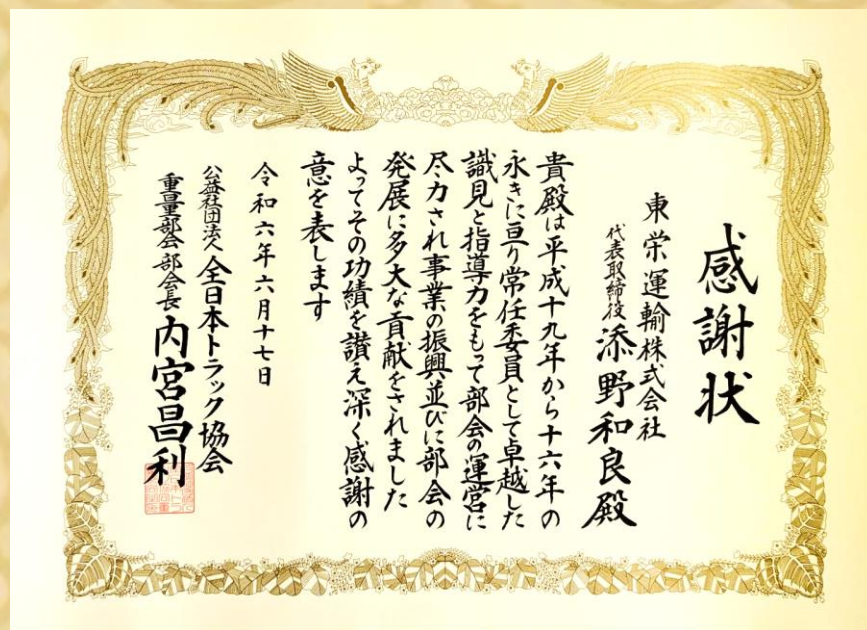 感謝状
東栄運輸株式会社
代表取締役 添野和良殿
貴殿は平成十九年から十六年の
永きに亘り常任委員として卓越した
識見と指導力をもって部会の運営に
尽力され事業の振興並びに部会の
発展に多大な貢献をされました
よってその功績を讃え深く感謝の
意を表します
令和六年六月十七日
公益社団法人 全日本トラック協会
重量部会部会長 内宮昌利